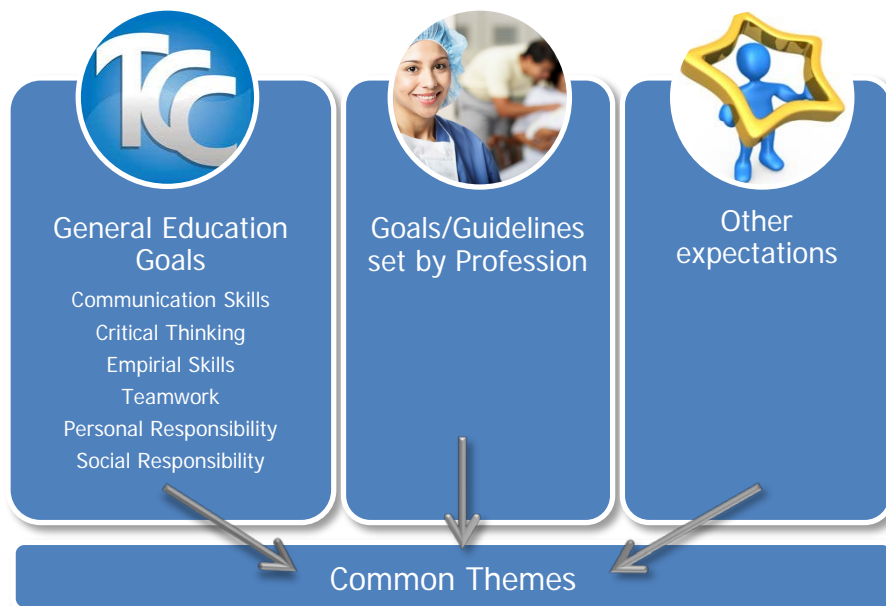 TCC
General Education
Goals
Communication Skills
Critical Thinking
Empirial Skills
Teamwork
Personal Responsibility
Social Responsibility
Goals/Guidelines
set by Profession
Other
expectations
Common Themes